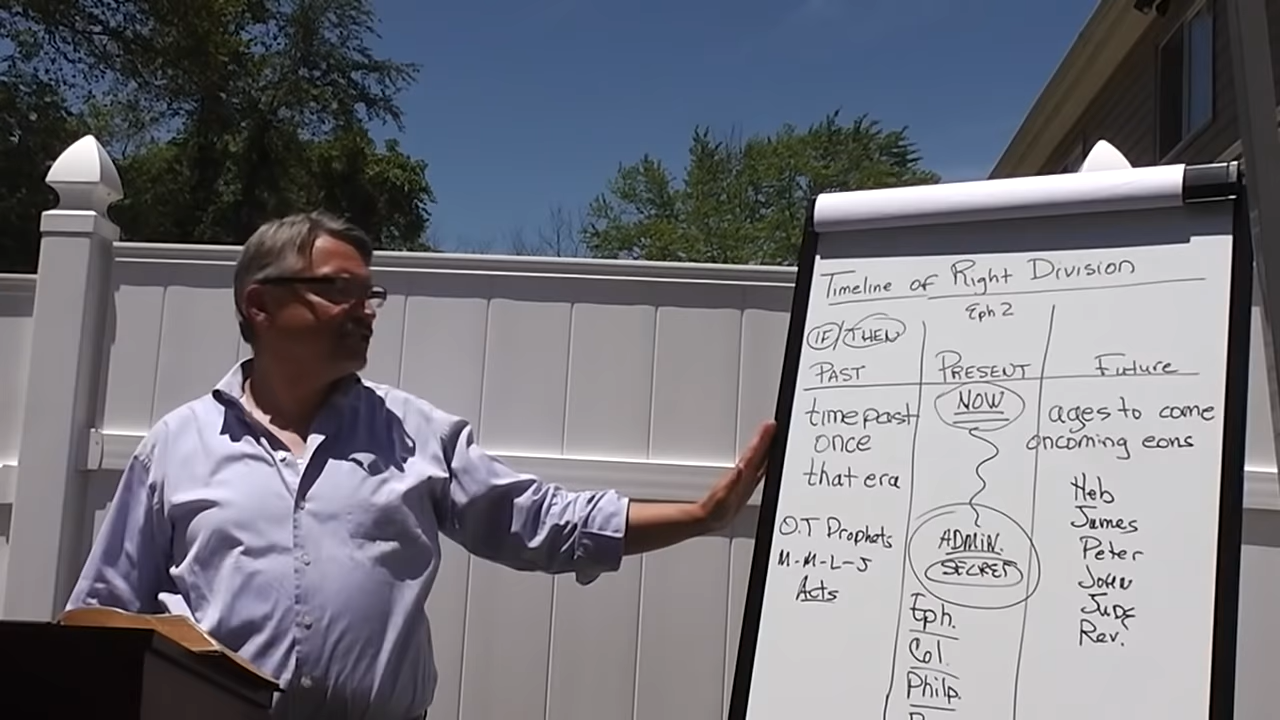 Timeline of Right Division
Eph 2
IF/THEN
PAST
time past
once
that era
O.T Prophets
M-M-L-J
Acts
PRESENT
NOW
ADMIN.
SECRET
Eph.
Col.
Philp.
Future
ages to come
oncoming eons
Heb
James
Peter
John
Jude
Rev.